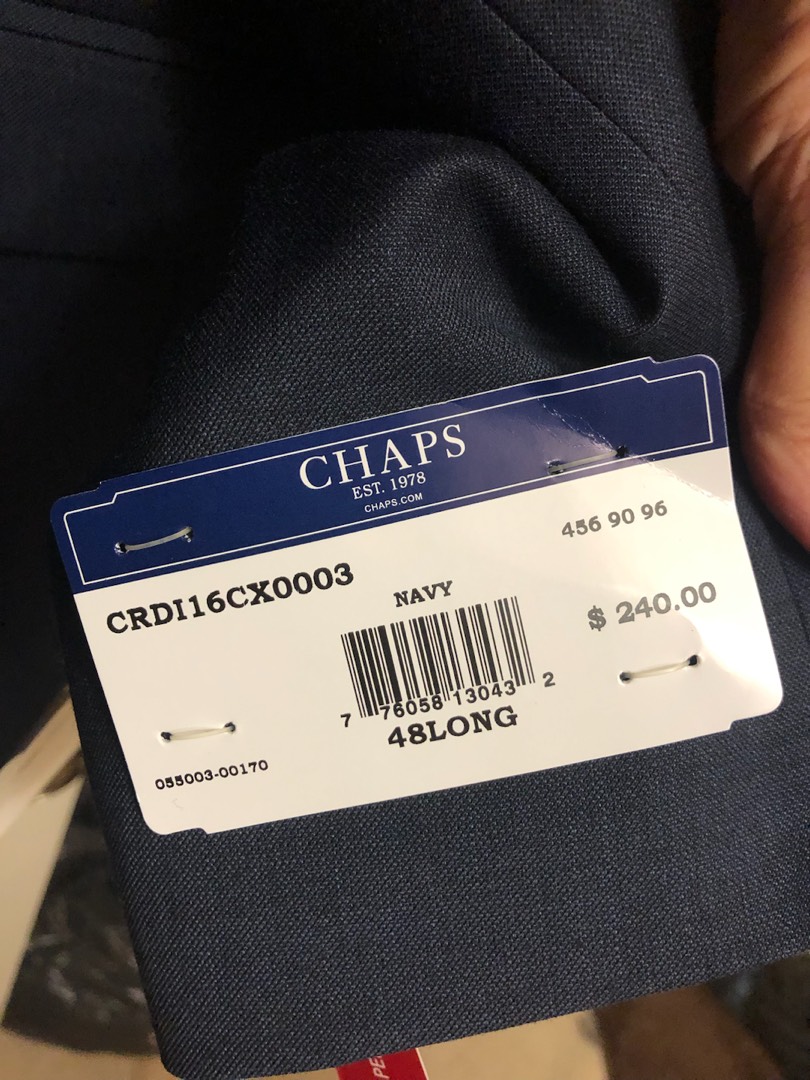 CHAPS
EST. 1978
CHAPS.COM
456 90 96
CRDI16CX0003
NAVY
$ 240.00
7 76058 13043 2
48LONG
055003-00170